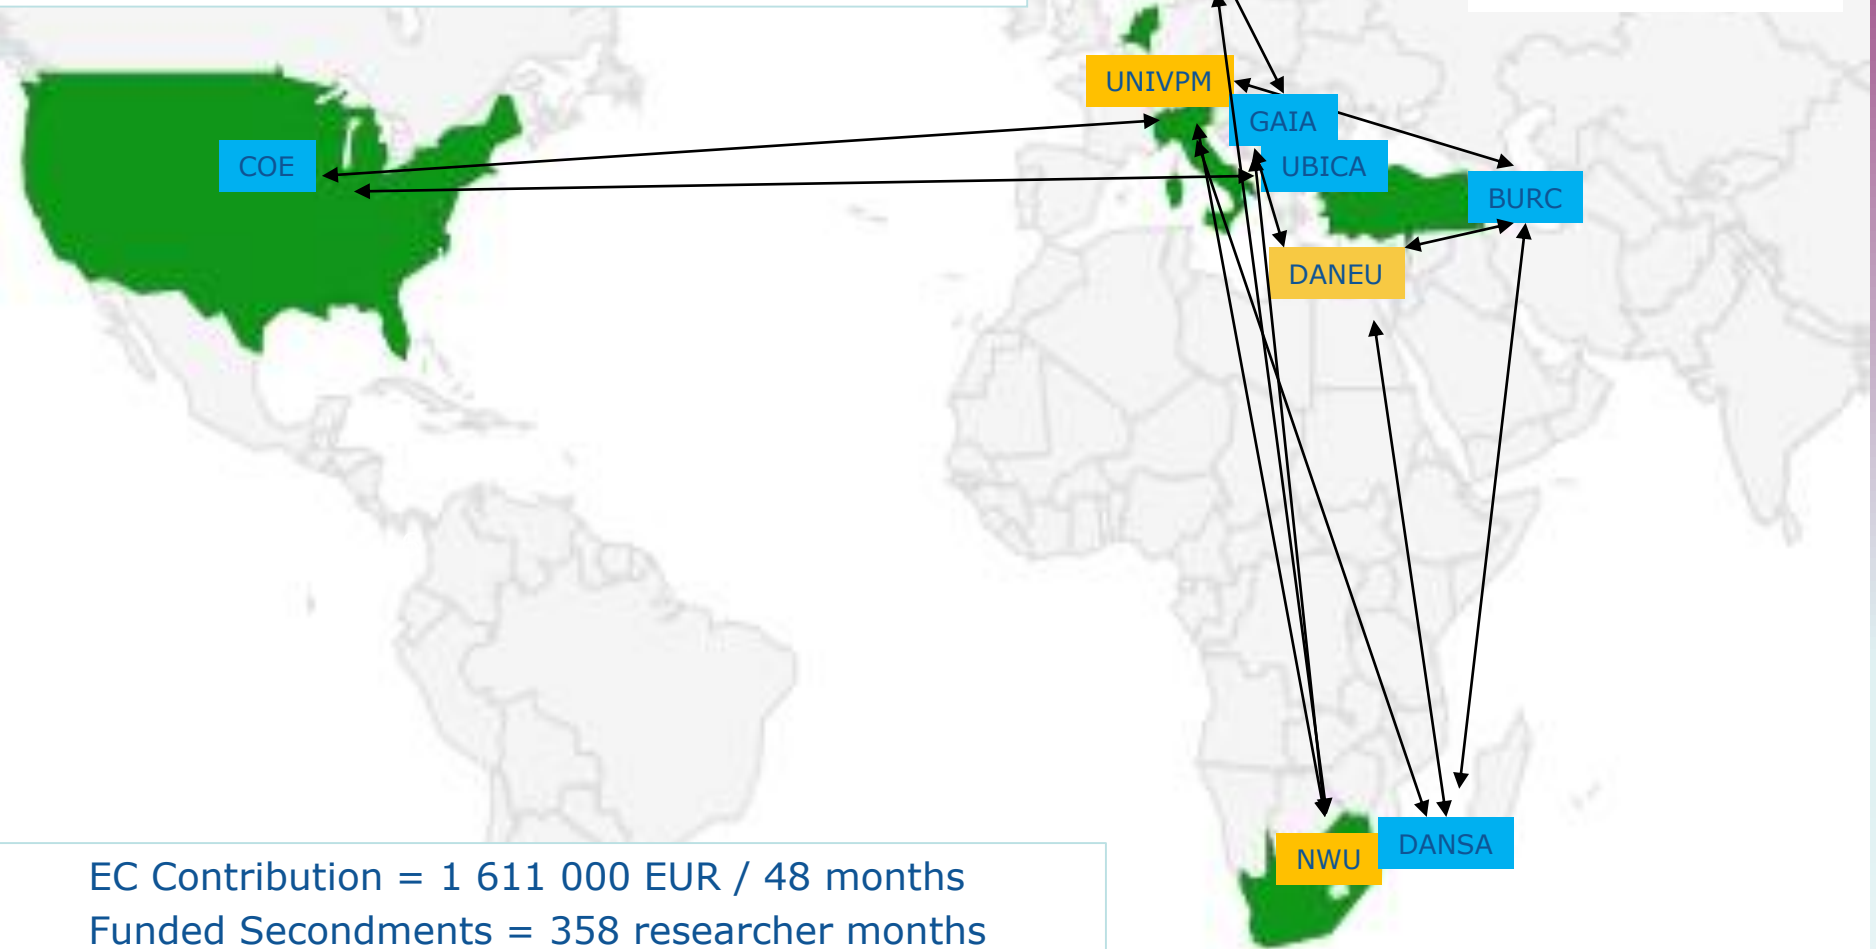 UNIVPM
GAIA
COE
UBICA
BURC
DANEU
DANSA
NWU
EC Contribution = 1 611 000 EUR / 48 months
Funded Secondments = 358 researcher months